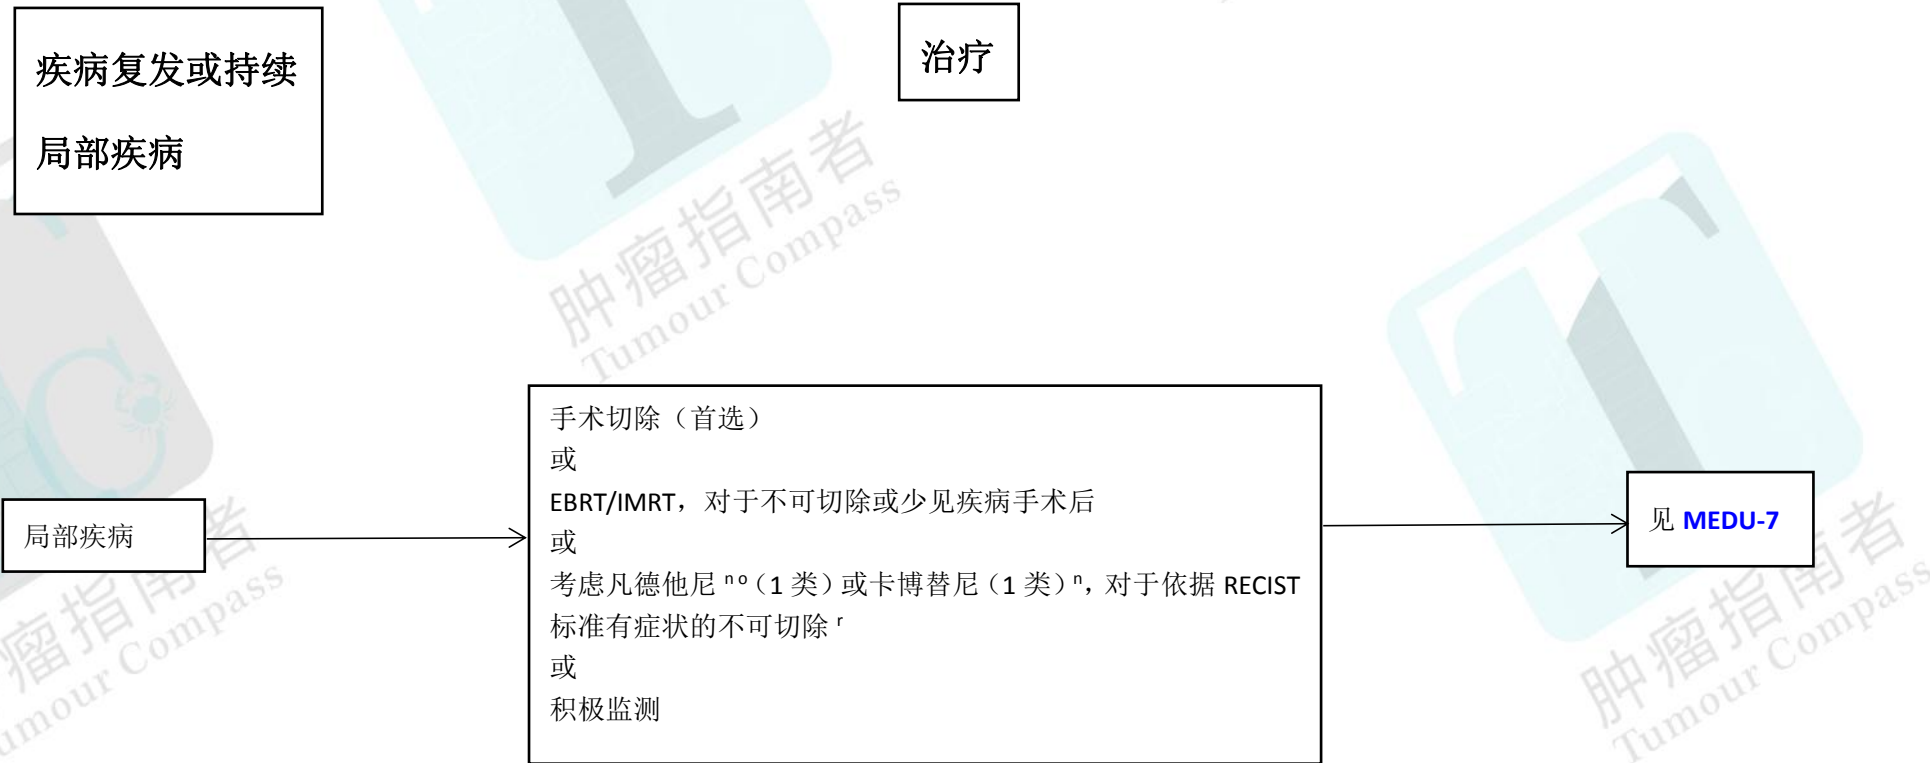 疾病复发或持续
局部疾病
治疗
肿瘤指南者
Tumour Compass
手术切除（首选）
或
EBRT/IMRT，对于不可切除或少见疾病手术后
或
考虑凡德他尼 ⁿ ᵒ（1 类）或卡博替尼（1 类）ⁿ，对于依据 RECIST
标准有症状的不可切除 ʳ
或
积极监测
局部疾病
见 MEDU-7
瘤指南者
umour Compass
肿瘤指南者
Tumour Compass